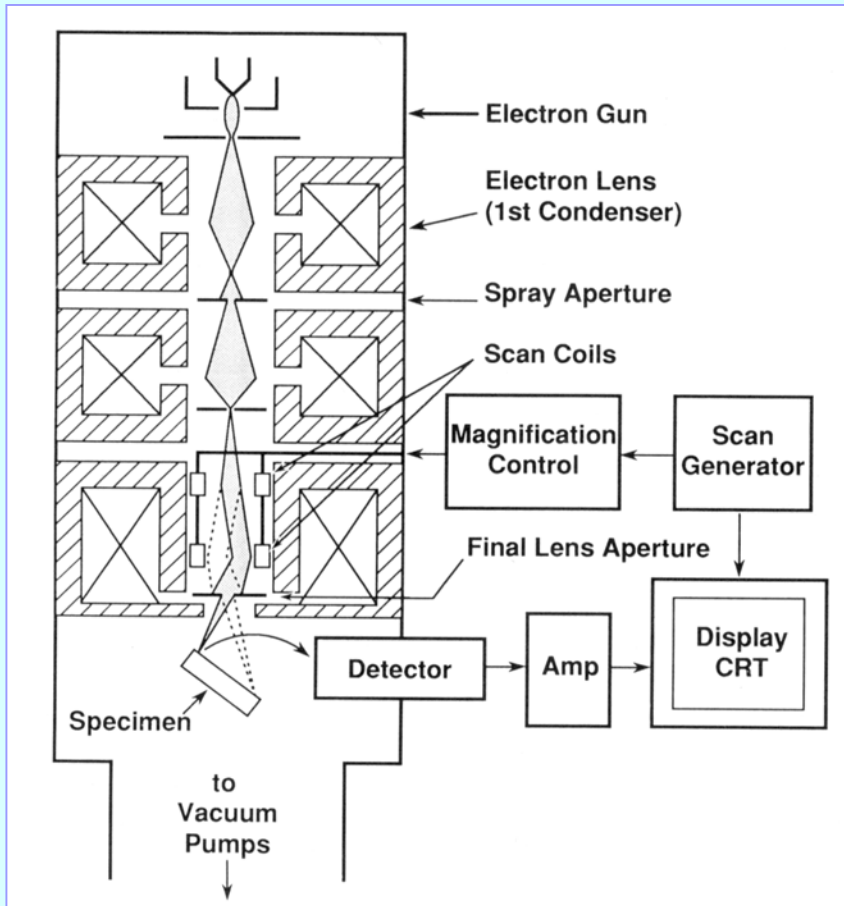 Electron Gun
Electron Lens
(1st Condenser)
Spray Aperture
Scan Coils
Magnification
Control
Scan
Generator
Final Lens Aperture
Detector
Amp
Display
CRT
Specimen
to
Vacuum
Pumps